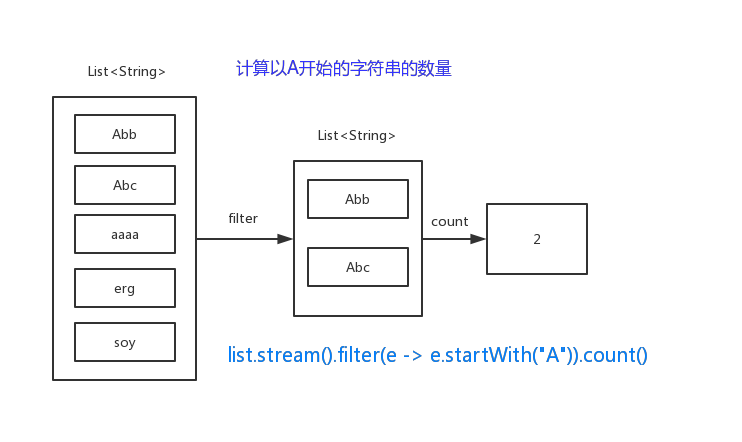 计算以A开始的字符串的数量
List<String>
Abb
Abc
aaaa
erg
soy
filter
List<String>
Abb
Abc
count
2
list.stream().filter(e -> e.startWith("A")).count()